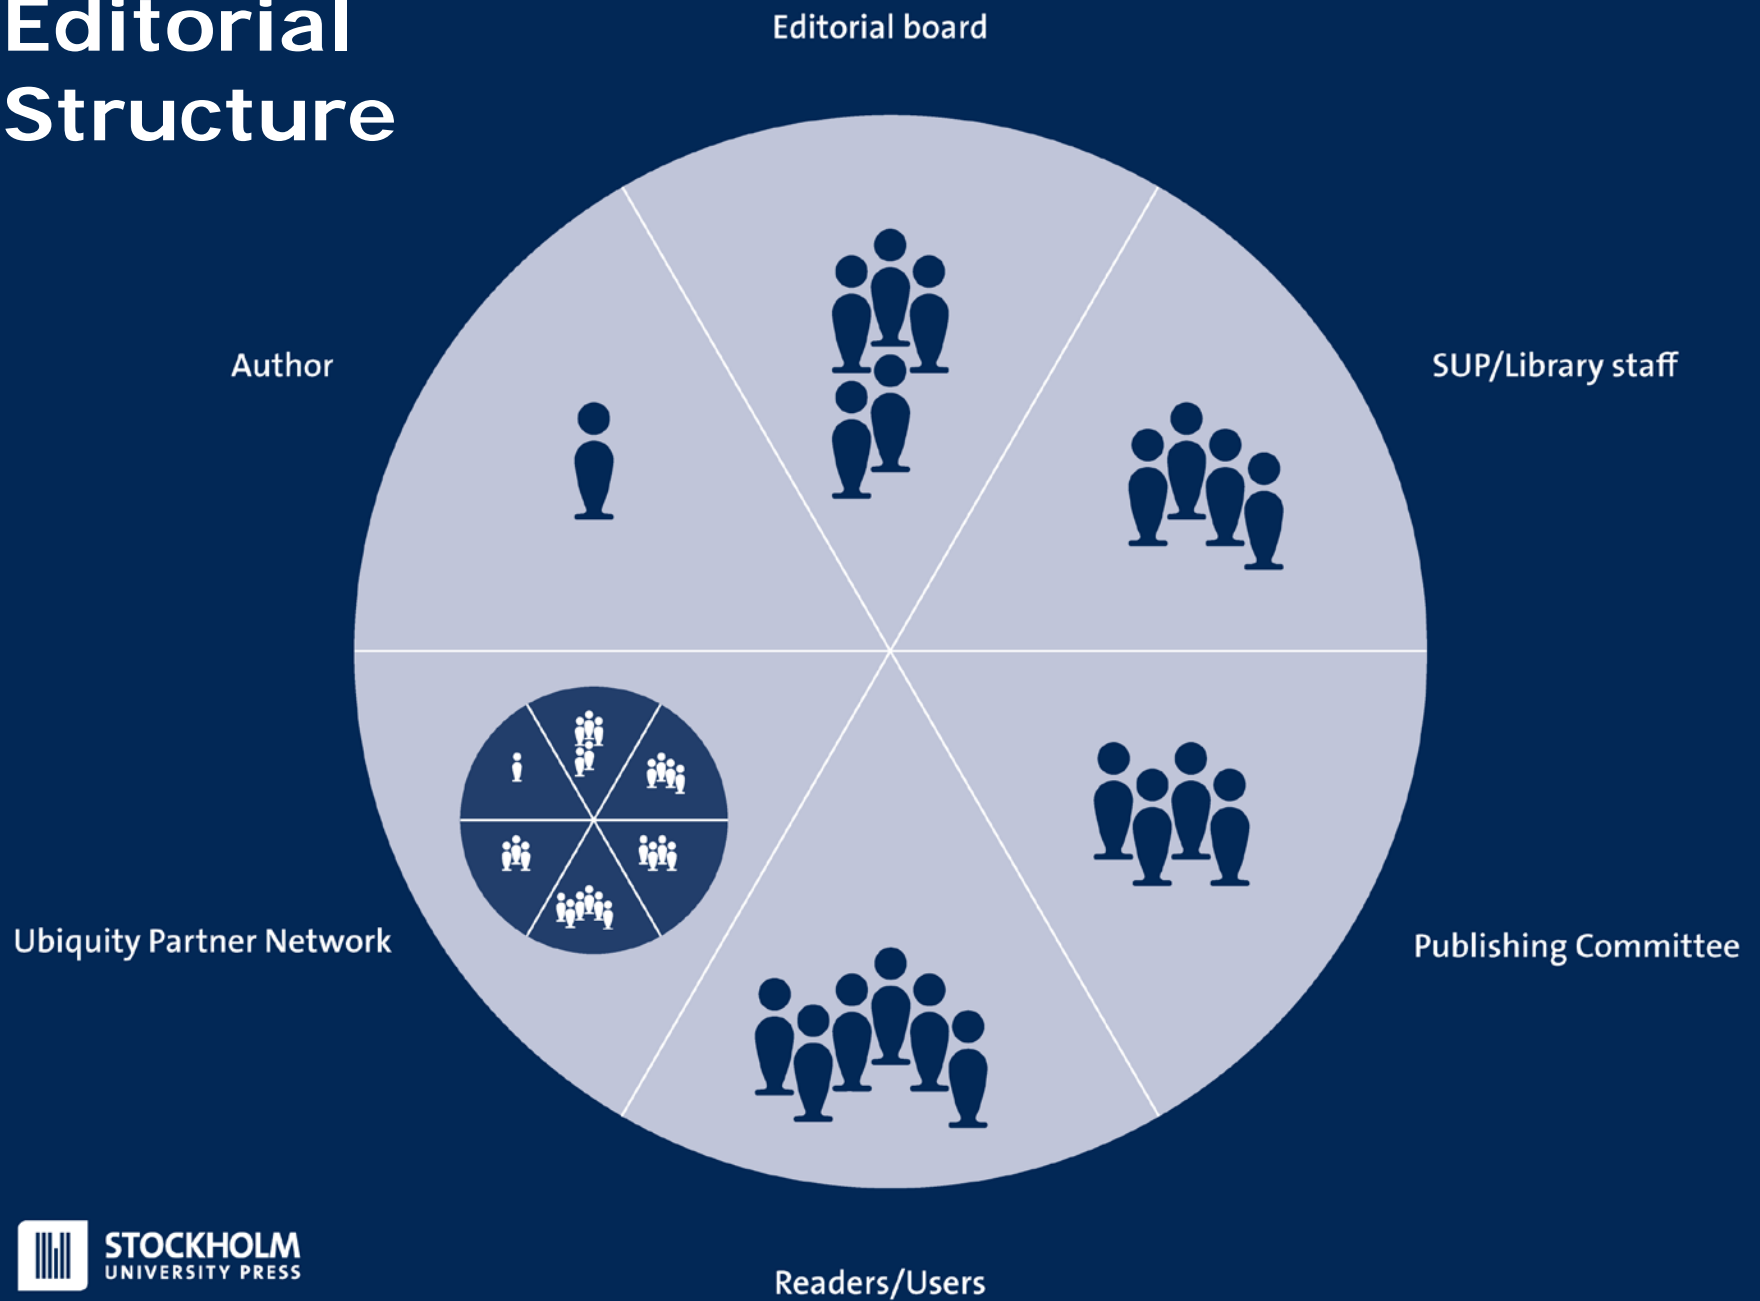 Editorial
Structure
Editorial board
Author
SUP/Library staff
Ubiquity Partner Network
Publishing Committee
STOCKHOLM
UNIVERSITY PRESS
Readers/Users